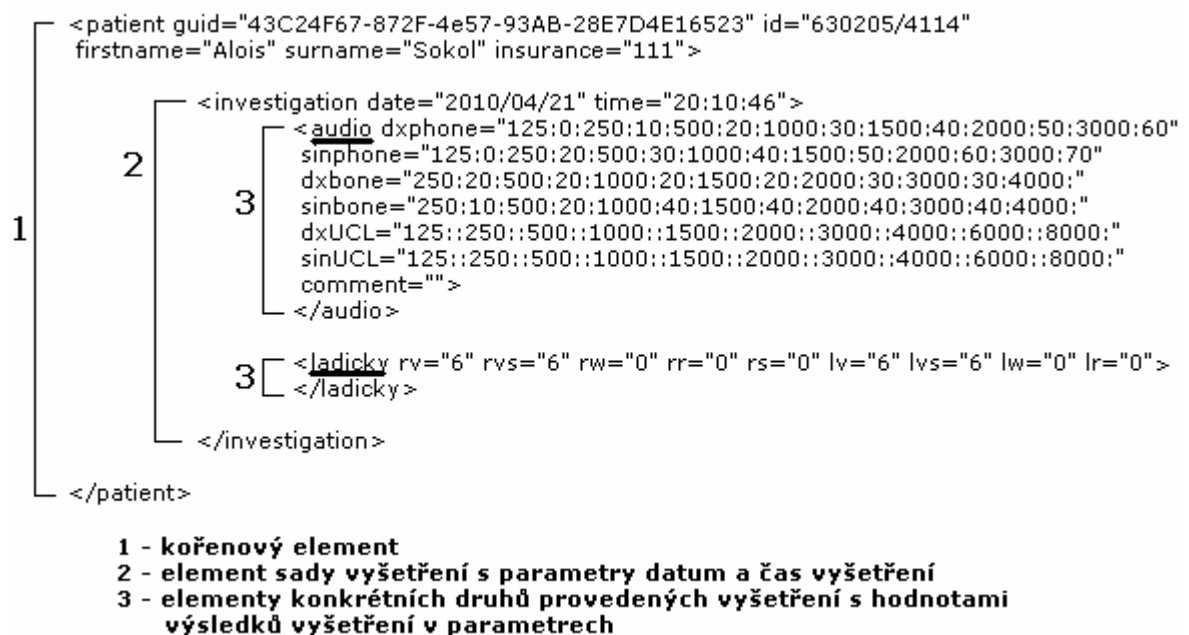 <patient guid="43C24F67-872F-4e57-93AB-28E7D4E16523" id="630205/4114"
firstname="Alois" surname="Sokol" insurance="111">
<investigation date="2010/04/21" time="20:10:46">
<audio dxphone="125:0:250:10:500:20:1000:30:1500:40:2000:50:3000:60"
sinphone="125:0:250:20:500:30:1000:40:1500:50:2000:60:3000:70"
2
dxbone="250:20:500:20:1000:20:1500:20:2000:30:3000:30:4000:"
3
sinbone="250:10:500:20:1000:40:1500:40:2000:40:3000:40:4000:"
1
dxUCL="125::250::500::1000::1500::2000::3000::4000::6000::8000:"
sinUCL="125::250::500::1000::1500::2000::3000::4000::6000::8000:"
comment="">
</audio>
<ladicky rv="6" rvs="6" rw="0" rr="0" rs="0" lv="6" lvs="6" lw="0" lr="0">
3
</ladicky>
</investigation>
</patient>
1 - kořenový element
2 - element sady vyšetření s parametry datum a čas vyšetření
3 - elementy konkrétních druhů provedených vyšetření s hodnotami
výsledků vyšetření v parametrech